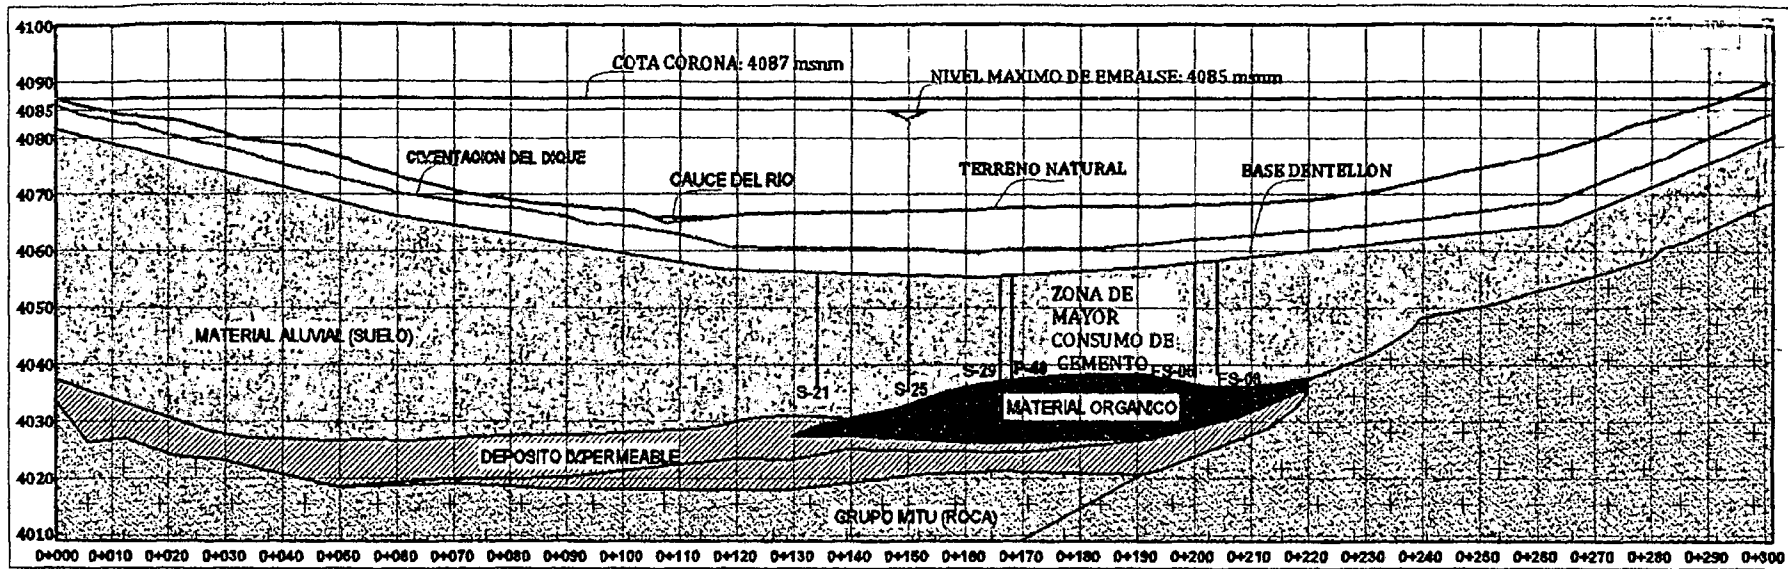 4100
4090
4085
4080
4070
4060
4050
4040
4030
4020
4010
COTA CORONA: 4087 msnm
NIVEL MAXIMO DE EMBALSE: 4085 msnm
CIMENTACION DEL DIQUE
CAUCE DEL RIO
TERRENO NATURAL
BASE DENTELLON
ZONA DE
MAYOR
CONSUMO DE
CEMENTO
MATERIAL ALUVIAL (SUELO)
S-21
S-25
S-29
P-48
ES-06
MATERIAL ORGANICO
DEPOSITO IMPERMEABLE
GRUPO MITU (ROCA)
0+000 0+010 0+020 0+030 0+040 0+050 0+060 0+070 0+080 0+090 0+100 0+110 0+120 0+130 0+140 0+150 0+160 0+170 0+180 0+190 0+200 0+210 0+220 0+230 0+240 0+250 0+260 0+270 0+280 0+290 0+300